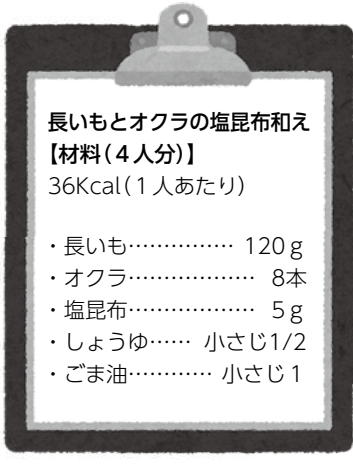 長いもとオクラの塩昆布和え
【材料(４人分)】
36Kcal(１人あたり)
・長いも…………… 120ｇ
・オクラ……………… 8本
・塩昆布……………… 5ｇ
・しょうゆ…… 小さじ1/2
・ごま油………… 小さじ１